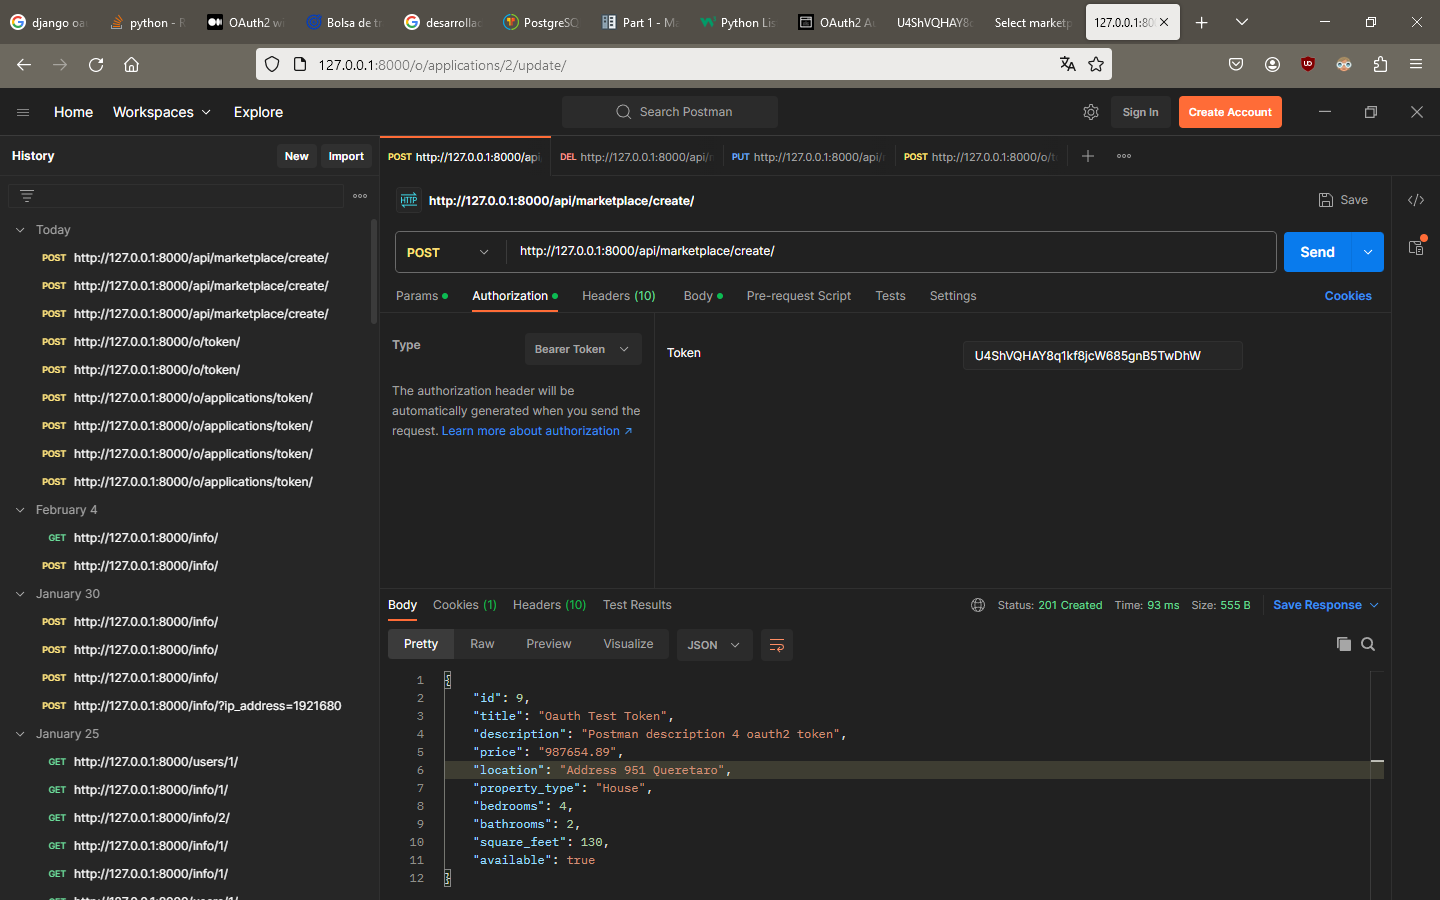 django oa
python - R
OAuth2 wi
Bolsa de tr
desarrollac
PostgreSQ
Part 1 - Ma
Python Lis
OAuth2 Au
U4ShVQHAY8
Select marketp
127.0.0.1:80
127.0.0.1:8000/o/applications/2/update/
Home
Workspaces
Explore
Search Postman
Sign In
Create Account
History
New
Import
POST http://127.0.0.1:8000/api
DEL http://127.0.0.1:8000/api/
PUT http://127.0.0.1:8000/api/
POST http://127.0.0.1:8000/o/t
HTTP
http://127.0.0.1:8000/api/marketplace/create/
Save
POST
http://127.0.0.1:8000/api/marketplace/create/
Send
Params
Authorization
Headers (10)
Body
Pre-request Script
Tests
Settings
Cookies
Type
Bearer Token
The authorization header will be
automatically generated when you send the
request. Learn more about authorization ↗
Token
U4ShVQHAY8q1kf8jcW685gnB5TwDhW
Today
POST http://127.0.0.1:8000/api/marketplace/create/
POST http://127.0.0.1:8000/api/marketplace/create/
POST http://127.0.0.1:8000/api/marketplace/create/
POST http://127.0.0.1:8000/o/token/
POST http://127.0.0.1:8000/o/token/
POST http://127.0.0.1:8000/o/applications/token/
POST http://127.0.0.1:8000/o/applications/token/
POST http://127.0.0.1:8000/o/applications/token/
POST http://127.0.0.1:8000/o/applications/token/
February 4
GET http://127.0.0.1:8000/info/
POST http://127.0.0.1:8000/info/
January 30
POST http://127.0.0.1:8000/info/
POST http://127.0.0.1:8000/info/
POST http://127.0.0.1:8000/info/
POST http://127.0.0.1:8000/info/?ip_address=1921680
January 25
GET http://127.0.0.1:8000/users/1/
GET http://127.0.0.1:8000/info/1/
GET http://127.0.0.1:8000/info/2/
GET http://127.0.0.1:8000/info/1/
GET http://127.0.0.1:8000/info/1/
Body
Cookies (1)
Headers (10)
Test Results
Status: 201 Created
Time: 93 ms
Size: 555 B
Save Response
Pretty
Raw
Preview
Visualize
JSON
1 {
2 "id": 9,
3 "title": "Oauth Test Token",
4 "description": "Postman description 4 oauth2 token",
5 "price": "987654.89",
6 "location": "Address 951 Queretaro",
7 "property_type": "House",
8 "bedrooms": 4,
9 "bathrooms": 2,
10 "square_feet": 130,
11 "available": true
12 }